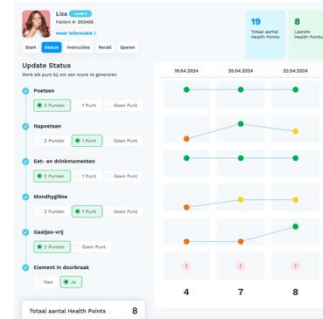 Liza
Patiënt #: 203495
meer informatie >
Start Status Instructies Recall Sparen
19
Totaal aantal
Health Points
8
Laatste
Health Points
Update Status
Werk elk punt bij om een score te genereren
19.04.2024 20.04.2024 22.04.2024
Poetsen
2 Punten 1 Punt Geen Punt
Napoetsen
2 Punten 1 Punt Geen Punt
Eet- en drinkmomenten
2 Punten 1 Punt Geen Punt
Mondhygiëne
2 Punten 1 Punt Geen Punt
Gaatjes-vrij
2 Punten Geen Punt
Element in doorbraak
Nee Ja
4 7 8
Totaal aantal Health Points 8